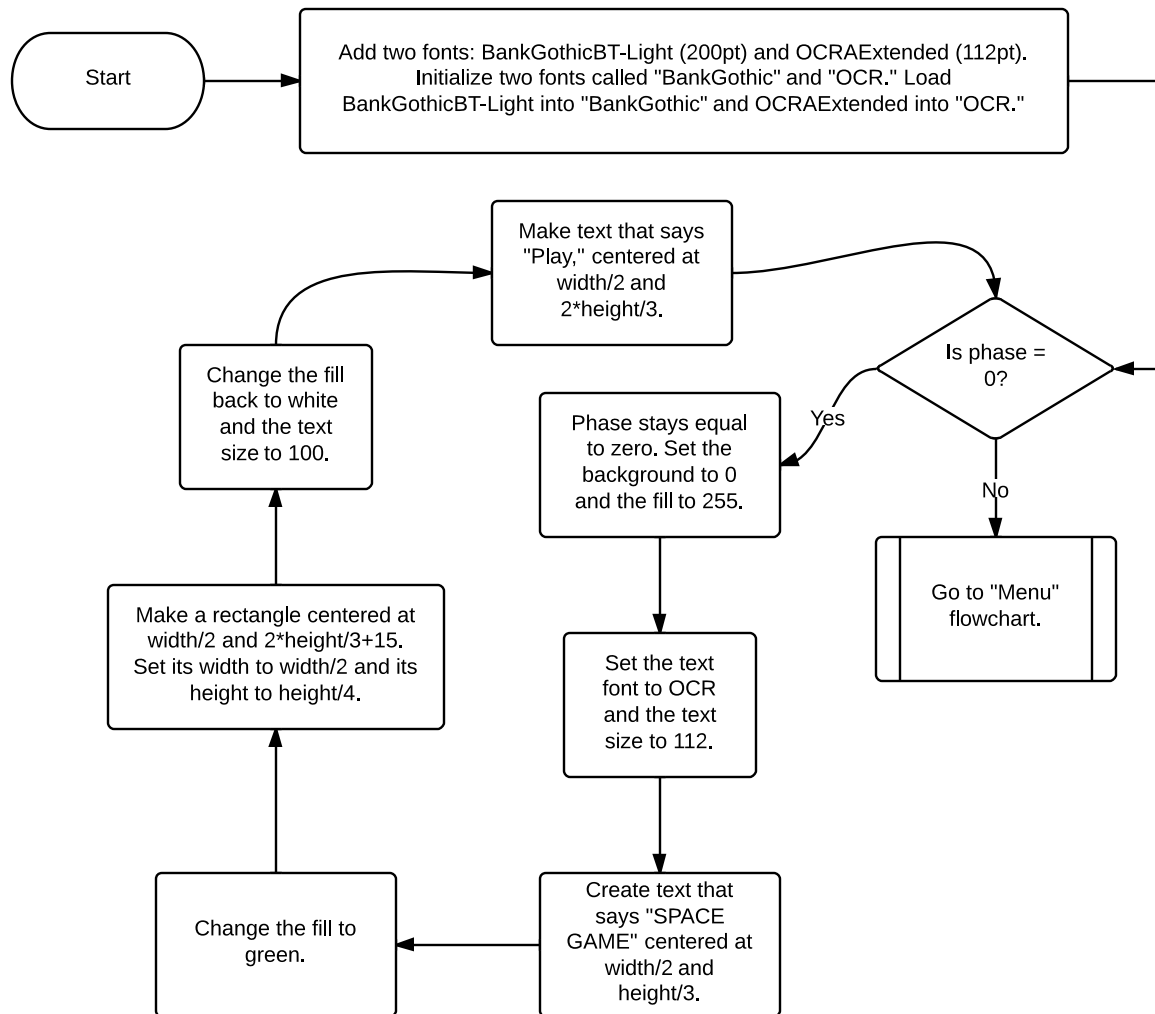 Start
Add two fonts: BankGothicBT-Light (200pt) and OCRAExtended (112pt).
Initialize two fonts called "BankGothic" and "OCR." Load
BankGothicBT-Light into "BankGothic" and OCRAExtended into "OCR."
Make text that says
"Play," centered at
width/2 and
2*height/3.
Is phase =
0?
Yes
No
Change the fill
back to white
and the text
size to 100.
Phase stays equal
to zero. Set the
background to 0
and the fill to 255.
Go to "Menu"
flowchart.
Make a rectangle centered at
width/2 and 2*height/3+15.
Set its width to width/2 and its
height to height/4.
Set the text
font to OCR
and the text
size to 112.
Change the fill to
green.
Create text that
says "SPACE
GAME" centered at
width/2 and
height/3.